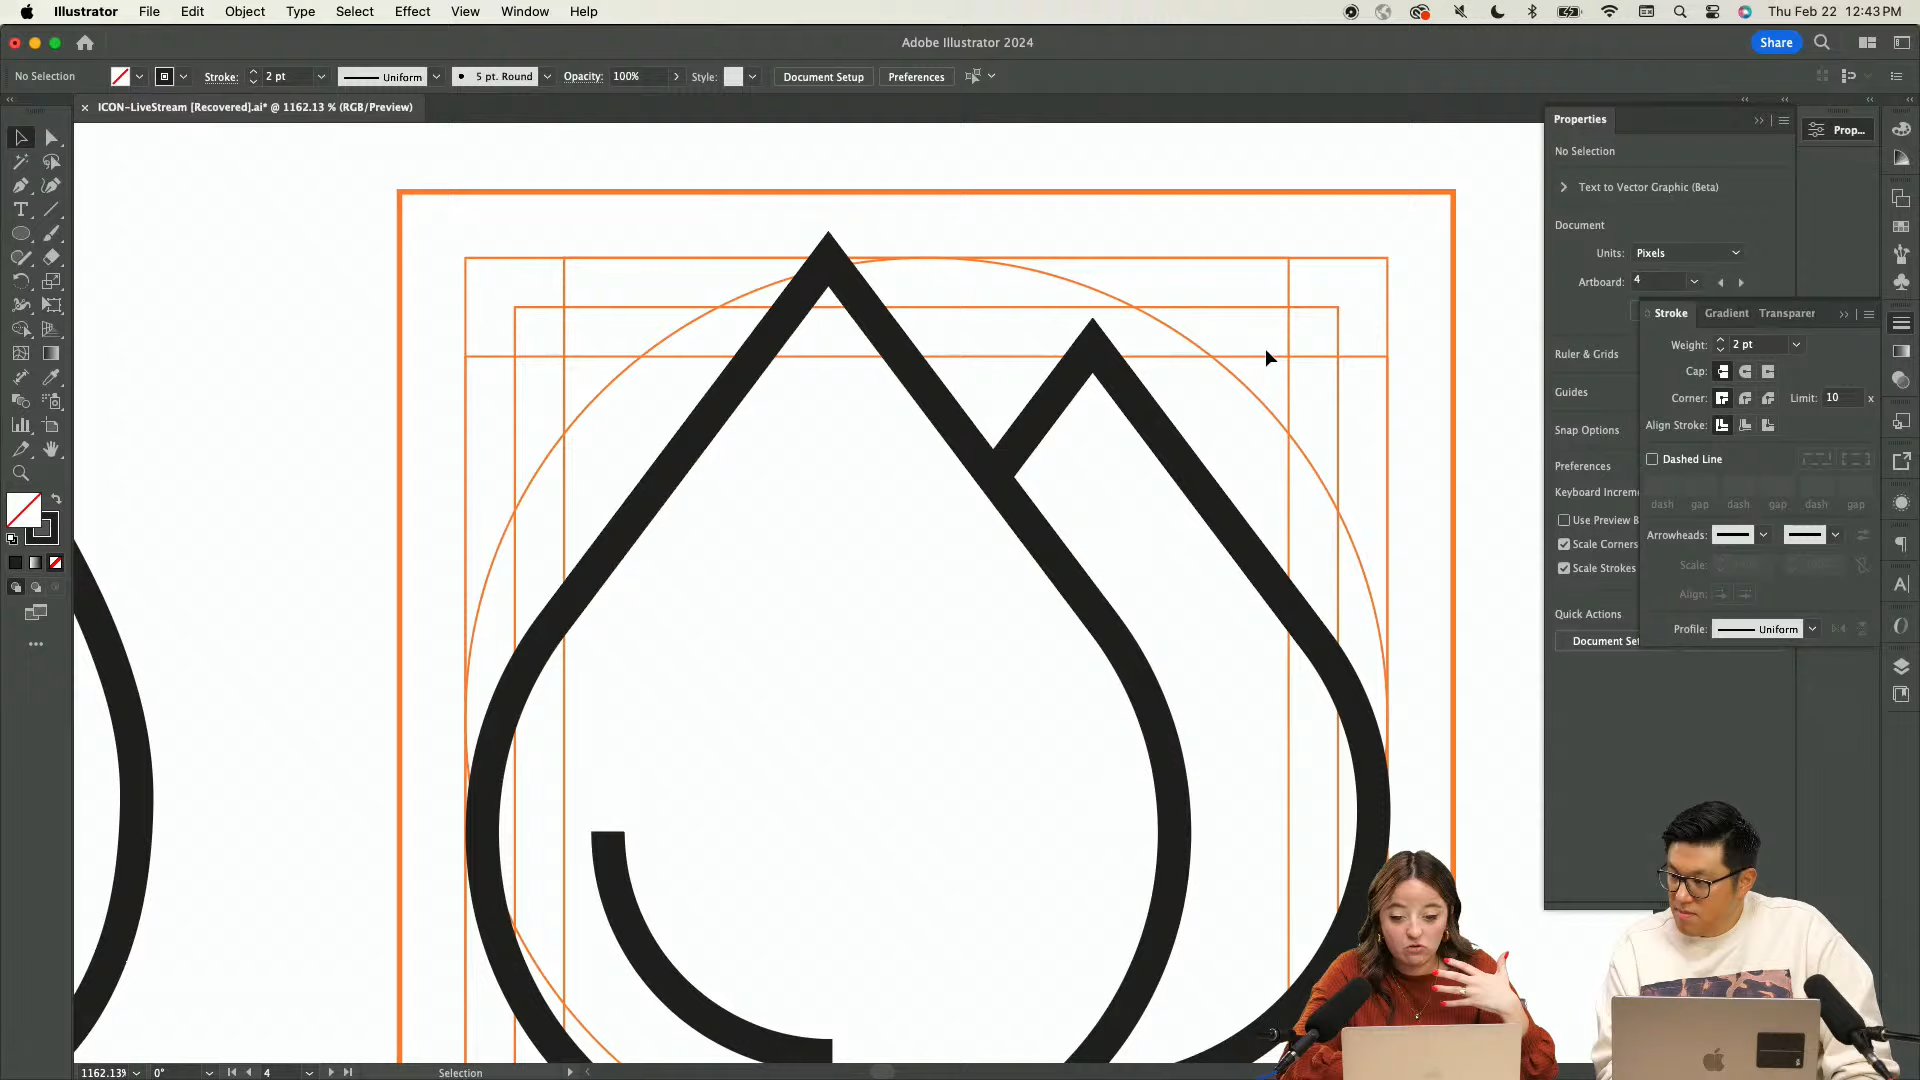 Illustrator File Edit Object Type Select Effect View Window Help Thu Feb 22 12:43 PM
Adobe Illustrator 2024
Share
No Selection Stroke: 2 pt Uniform 5 pt. Round Opacity: 100% Style: Document Setup Preferences
ICON-LiveStream [Recovered].ai* @ 1162.13 % (RGB/Preview)
Properties
Prop...
No Selection
Text to Vector Graphic (Beta)
Document
Units: Pixels
Artboard: 4
Stroke Gradient Transparer
Weight: 2 pt
Ruler & Grids
Cap:
Guides
Corner: Limit: 10 x
Snap Options
Align Stroke:
Preferences
Dashed Line
Keyboard Increm
dash gap dash gap dash gap
Use Preview B
Arrowheads:
Scale Corners
Scale:
Scale Strokes
Align:
Quick Actions
Profile: Uniform
Document Set
1162.13% 0° 4 Selection